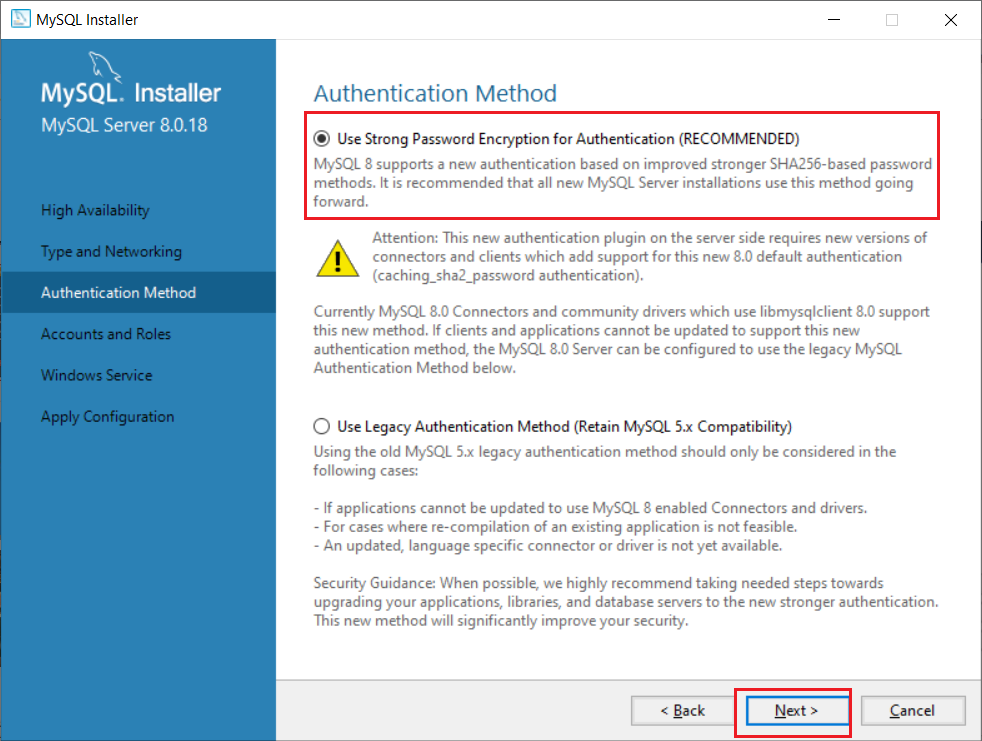 MySQL Installer
MySQL. Installer
MySQL Server 8.0.18
High Availability
Type and Networking
Authentication Method
Accounts and Roles
Windows Service
Apply Configuration
Authentication Method
Use Strong Password Encryption for Authentication (RECOMMENDED)
MySQL 8 supports a new authentication based on improved stronger SHA256-based password
methods. It is recommended that all new MySQL Server installations use this method going
forward.
Attention: This new authentication plugin on the server side requires new versions of
connectors and clients which add support for this new 8.0 default authentication
(caching_sha2_password authentication).
Currently MySQL 8.0 Connectors and community drivers which use libmysqlclient 8.0 support
this new method. If clients and applications cannot be updated to support this new
authentication method, the MySQL 8.0 Server can be configured to use the legacy MySQL
Authentication Method below.
Use Legacy Authentication Method (Retain MySQL 5.x Compatibility)
Using the old MySQL 5.x legacy authentication method should only be considered in the
following cases:
- If applications cannot be updated to use MySQL 8 enabled Connectors and drivers.
- For cases where re-compilation of an existing application is not feasible.
- An updated, language specific connector or driver is not yet available.
Security Guidance: When possible, we highly recommend taking needed steps towards
upgrading your applications, libraries, and database servers to the new stronger authentication.
This new method will significantly improve your security.
< Back
Next >
Cancel